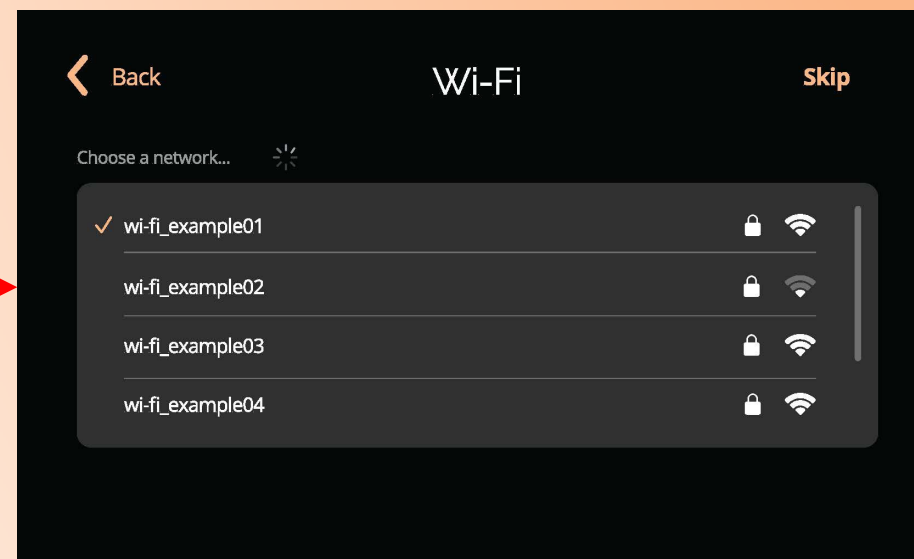 Back
Wi-Fi
Skip
Choose a network...
wi-fi_example01
wi-fi_example02
wi-fi_example03
wi-fi_example04